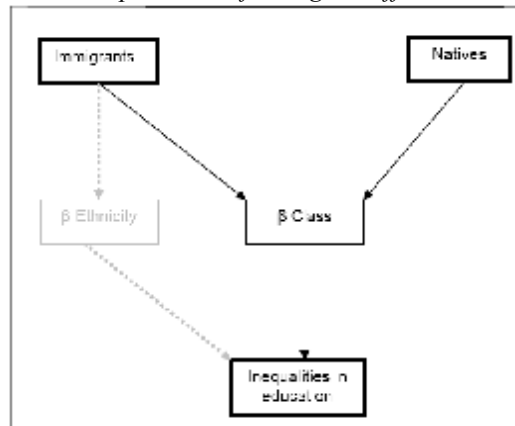 Immigrants
Natives
β Ethnicity
β Class
Inequalities in
education